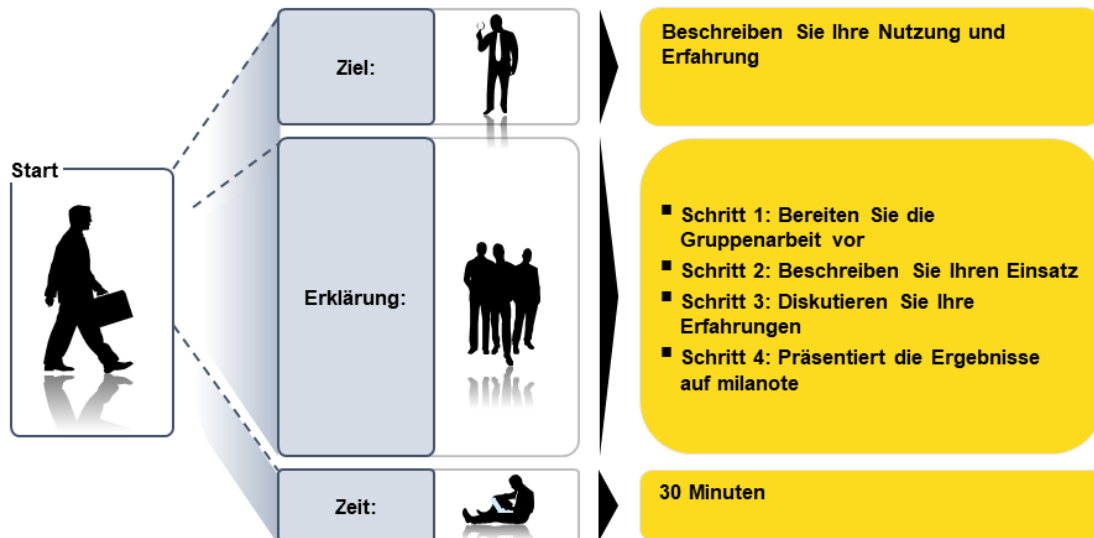 Start
Ziel:
Beschreiben Sie Ihre Nutzung und
Erfahrung
Erklärung:
▪ Schritt 1: Bereiten Sie die
Gruppenarbeit vor
▪ Schritt 2: Beschreiben Sie Ihren Einsatz
▪ Schritt 3: Diskutieren Sie Ihre
Erfahrungen
▪ Schritt 4: Präsentiert die Ergebnisse
auf milanote
Zeit:
30 Minuten